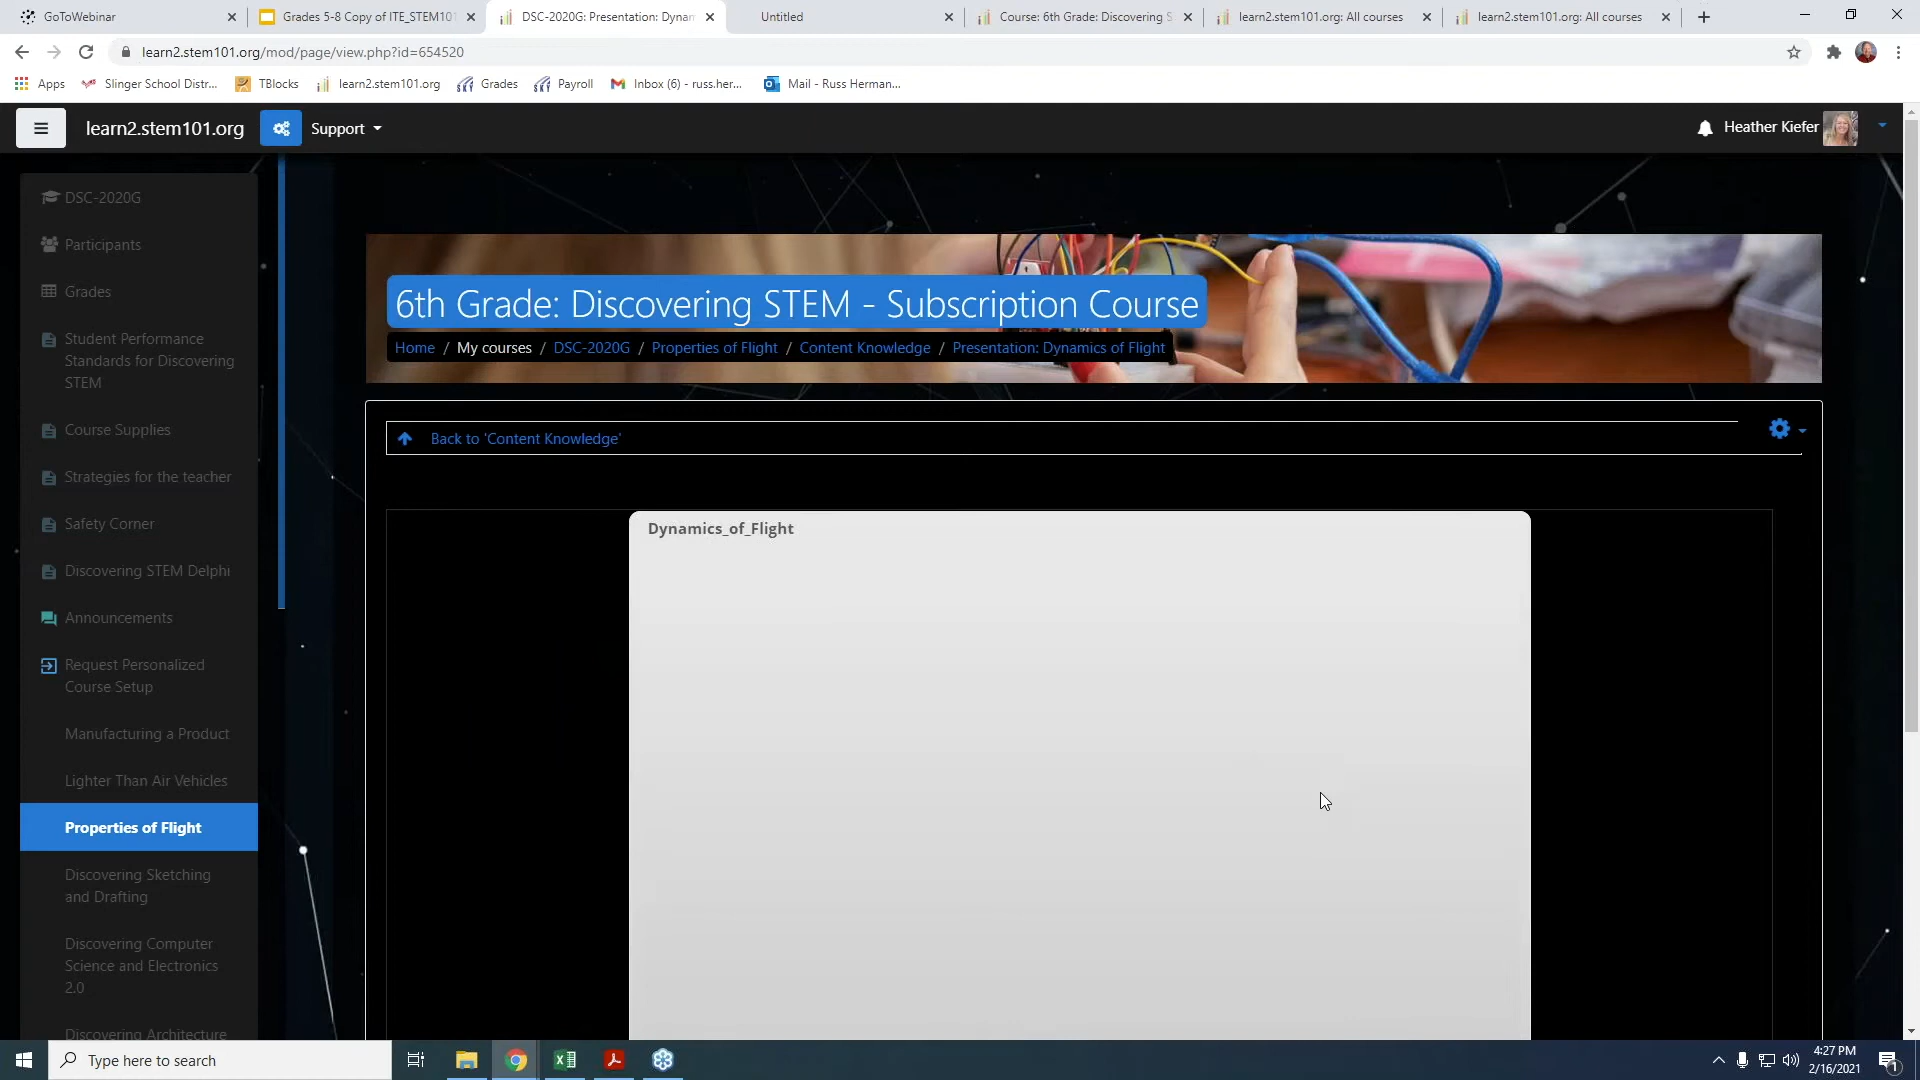 GoToWebinar
Grades 5-8 Copy of ITE_STEM101
DSC-2020G: Presentation: Dynam
Untitled
Course: 6th Grade: Discovering S
learn2.stem101.org: All courses
learn2.stem101.org: All courses
learn2.stem101.org/mod/page/view.php?id=654520
Apps
Slinger School Distr...
TBlocks
learn2.stem101.org
Grades
Payroll
Inbox (6) - russ.her...
Mail - Russ Herman...
learn2.stem101.org
Support
Heather Kiefer
DSC-2020G
Participants
Grades
Student Performance
Standards for Discovering
STEM
Course Supplies
Strategies for the teacher
Safety Corner
Discovering STEM Delphi
Announcements
Request Personalized
Course Setup
Manufacturing a Product
Lighter Than Air Vehicles
Properties of Flight
Discovering Sketching
and Drafting
Discovering Computer
Science and Electronics
2.0
Discovering Architecture
6th Grade: Discovering STEM - Subscription Course
Home / My courses / DSC-2020G / Properties of Flight / Content Knowledge / Presentation: Dynamics of Flight
Back to 'Content Knowledge'
Dynamics_of_Flight
Type here to search
4:27 PM
2/16/2021
1